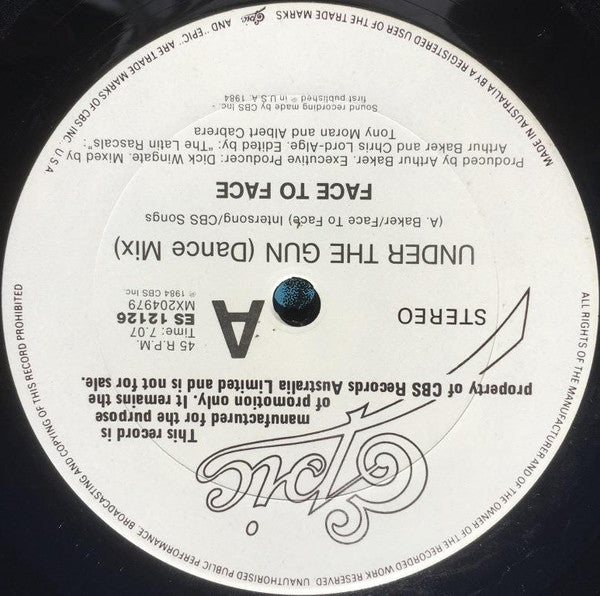 Epic
This record is
manufactured for the purpose
of promotion only. It remains the
property of CBS Records Australia Limited and is not for sale.
STEREO
A
45 R.P.M.
Time: 7.07
ES 12126
MX204979
℗ 1984 CBS Inc.
UNDER THE GUN (Dance Mix)
(A. Baker/Face To Face) Intersong/CBS Songs
FACE TO FACE
Produced by Arthur Baker. Executive Producer: Dick Wingate. Mixed by
Arthur Baker and Chris Lord-Alge. Edited by "The Latin Rascals":
Tony Moran and Albert Cabrera
Sound recording made by CBS Inc. -
first published ℗ in U.S.A. 1984
ALL RIGHTS OF THE MANUFACTURER AND OF THE OWNER OF THE RECORDED WORK RESERVED. UNAUTHORISED PUBLIC PERFORMANCE, BROADCASTING AND COPYING OF THIS RECORD PROHIBITED
MADE IN AUSTRALIA BY A REGISTERED USER OF THE TRADE MARKS Epic AND "EPIC" ARE TRADE MARKS OF CBS INC. U S A